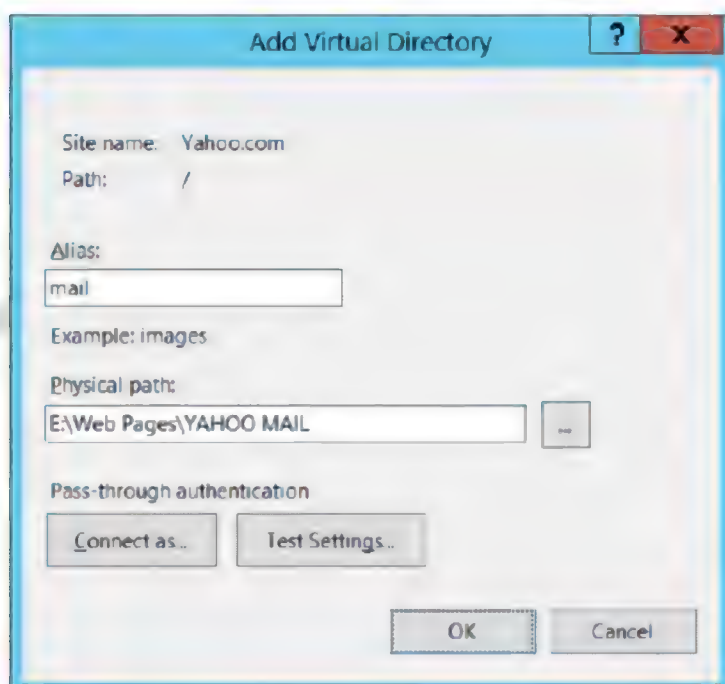 Add Virtual Directory
? X
Site name: Yahoo.com
Path: /
Alias:
mail
Example: images
Physical path:
E:\Web Pages\YAHOO MAIL
...
Pass-through authentication
Connect as... Test Settings...
OK Cancel